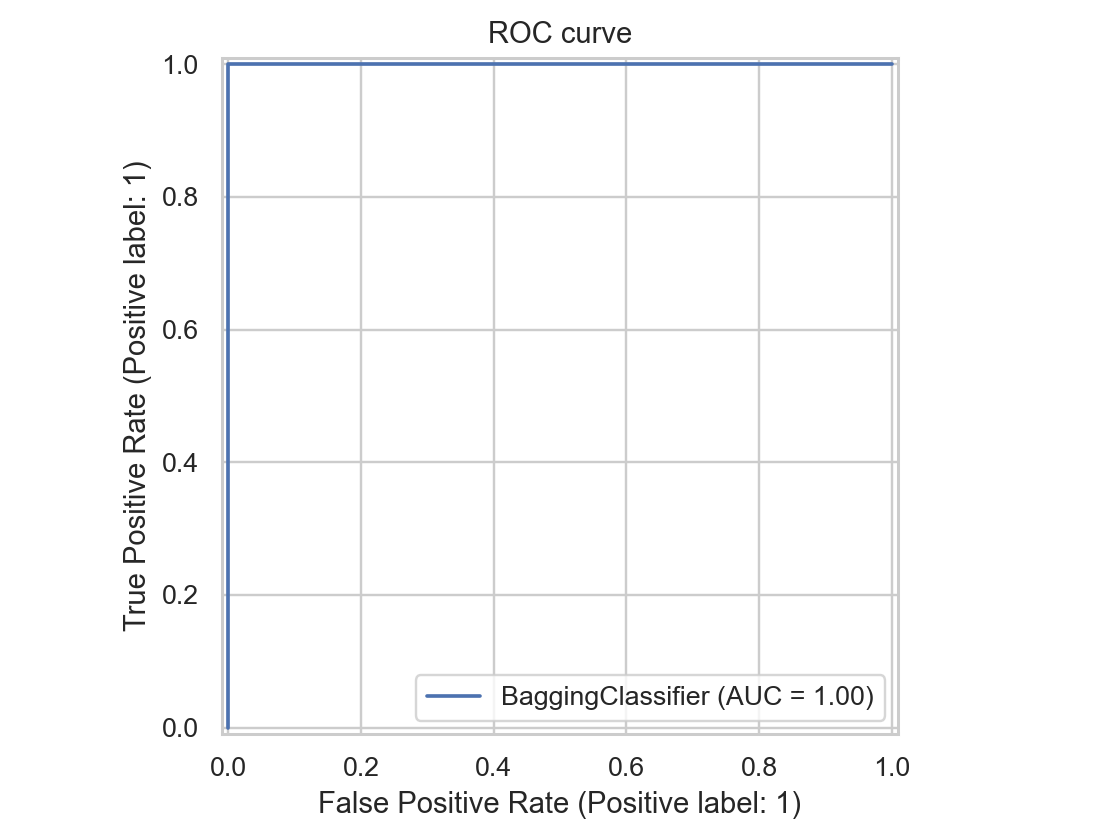 ROC curve
1.0
0.8
0.6
0.4
0.2
0.0
True Positive Rate (Positive label: 1)
BaggingClassifier (AUC = 1.00)
0.0 0.2 0.4 0.6 0.8 1.0
False Positive Rate (Positive label: 1)